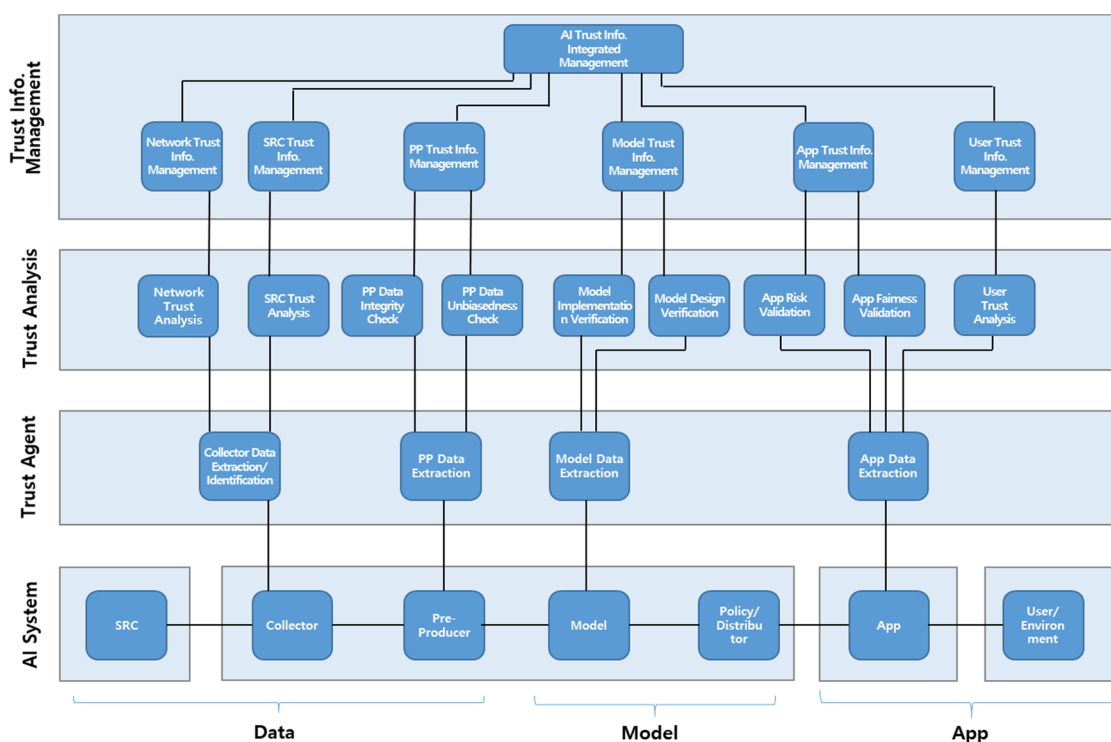 Trust Info.
Management
AI Trust Info.
Integrated
Management
Network Trust
Info.
Management
SRC Trust
Info.
Management
PP Trust Info.
Management
Model Trust
Info.
Management
App Trust Info.
Management
User Trust
Info.
Management
Trust Analysis
Network
Trust
Analysis
SRC Trust
Analysis
PP Data
Integrity
Check
PP Data
Unbiasedness
Check
Model
Implementatio
n Verification
Model Design
Verification
App Risk
Validation
App Fairness
Validation
User
Trust
Analysis
Trust Agent
Collector Data
Extraction/
Identification
PP Data
Extraction
Model Data
Extraction
App Data
Extraction
AI System
SRC
Collector
Pre-
Producer
Model
Policy/
Distribu
tor
App
User/
Environ
ment
Data
Model
App